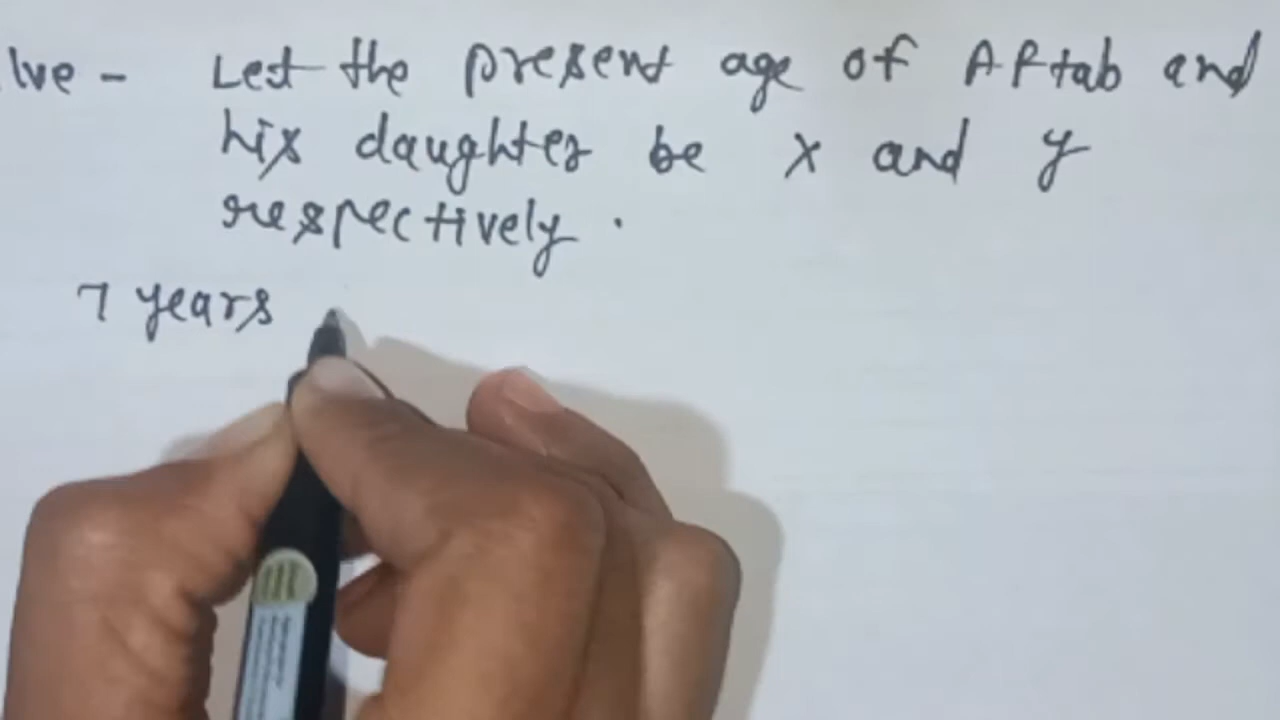 lve - Let the present age of Aftab and
his daughter be x and y
respectively .
7 years